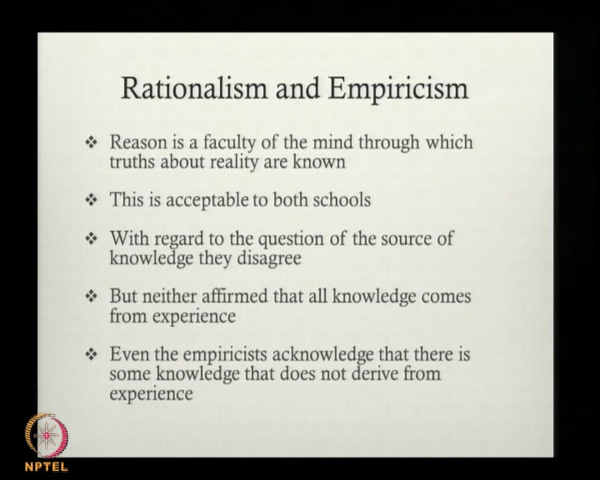 Rationalism and Empiricism
❖ Reason is a faculty of the mind through which
truths about reality are known
❖ This is acceptable to both schools
❖ With regard to the question of the source of
knowledge they disagree
❖ But neither affirmed that all knowledge comes
from experience
❖ Even the empiricists acknowledge that there is
some knowledge that does not derive from
experience
NPTEL